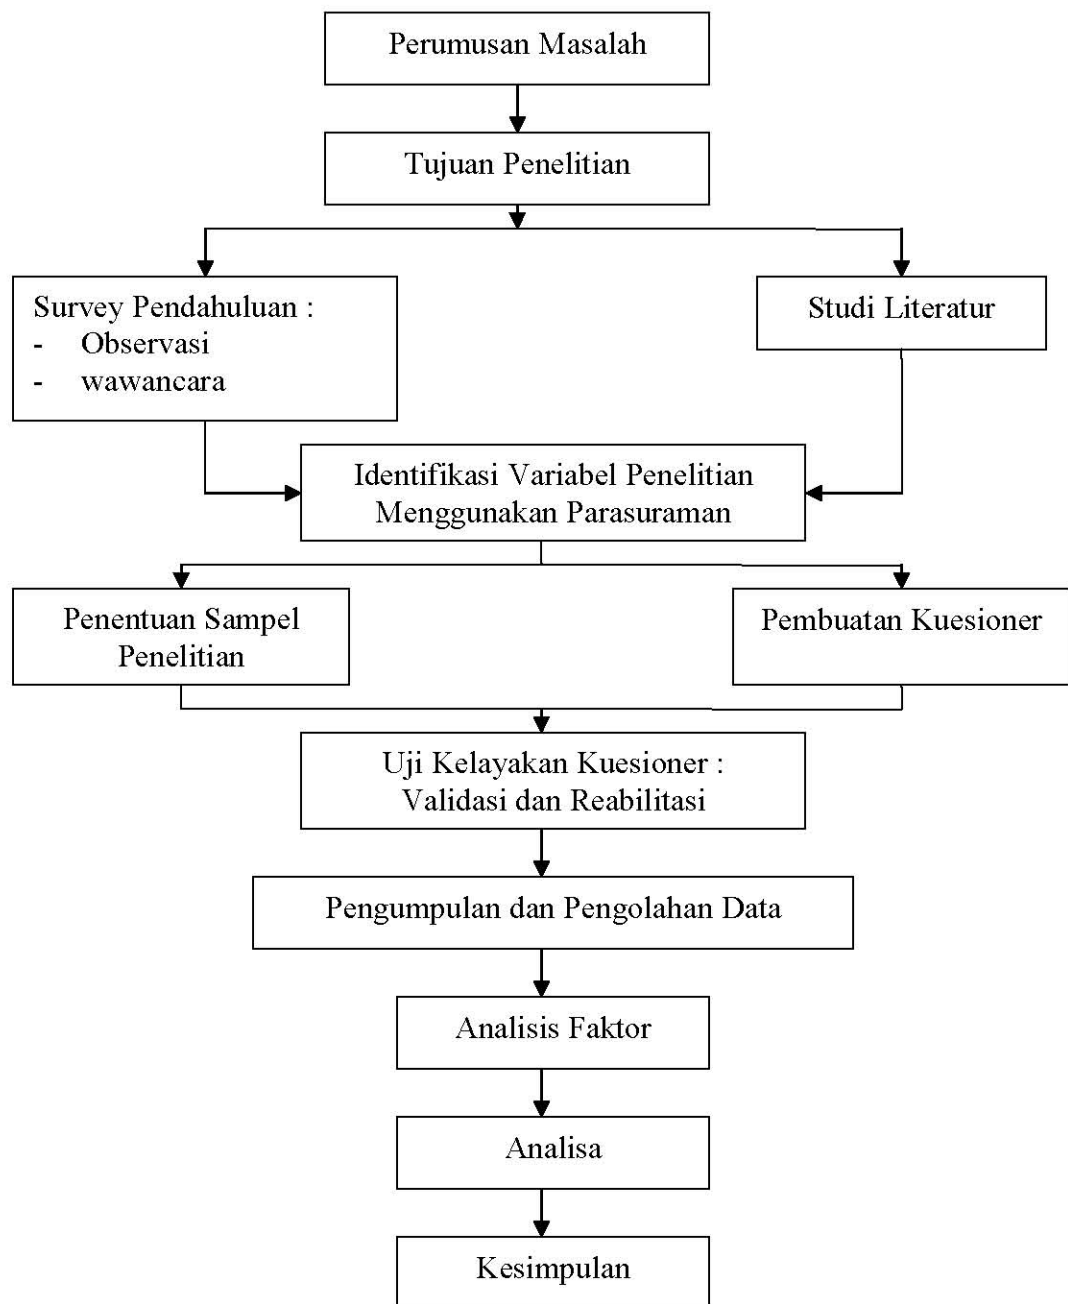 Perumusan Masalah
Tujuan Penelitian
Survey Pendahuluan :
- Observasi
- wawancara
Studi Literatur
Identifikasi Variabel Penelitian
Menggunakan Parasuraman
Penentuan Sampel
Penelitian
Pembuatan Kuesioner
Uji Kelayakan Kuesioner :
Validasi dan Reabilitasi
Pengumpulan dan Pengolahan Data
Analisis Faktor
Analisa
Kesimpulan